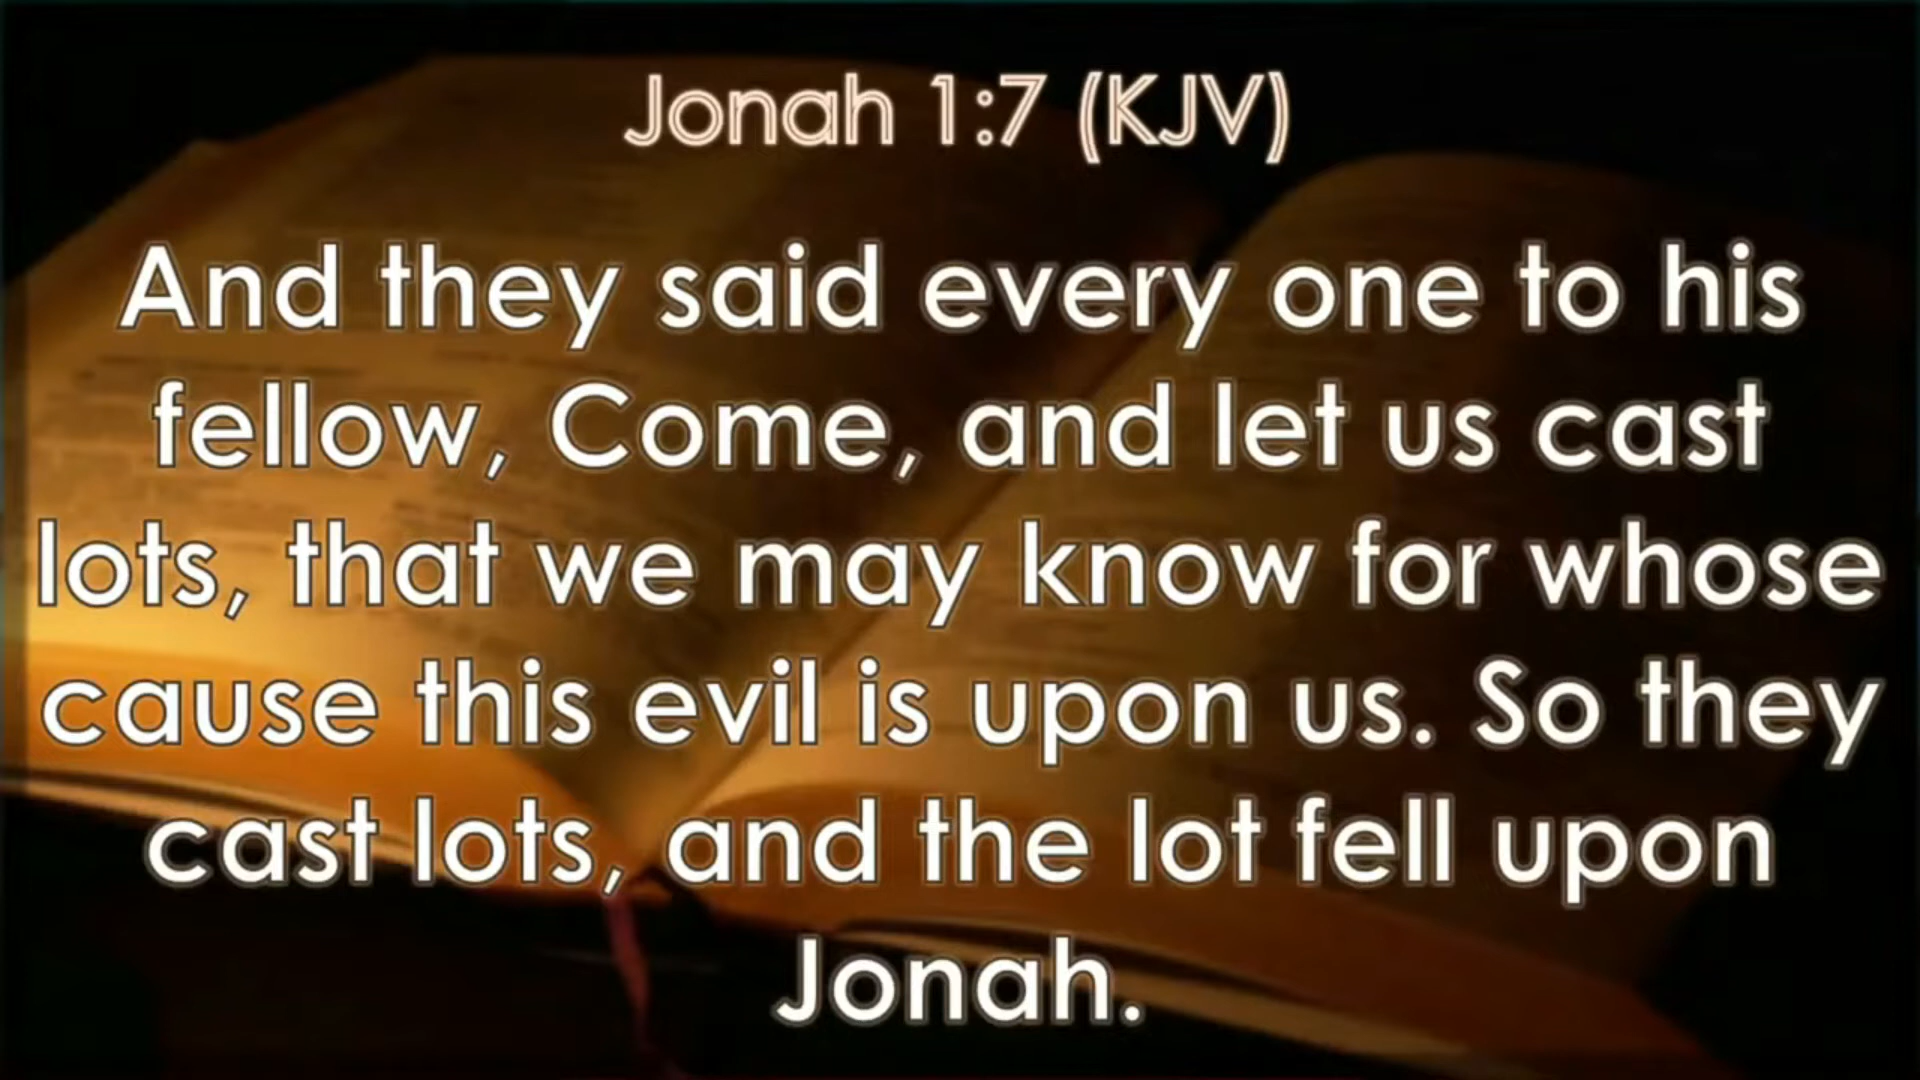 Jonah 1:7 (KJV)
And they said every one to his
fellow, Come, and let us cast
lots, that we may know for whose
cause this evil is upon us. So they
cast lots, and the lot fell upon
Jonah.